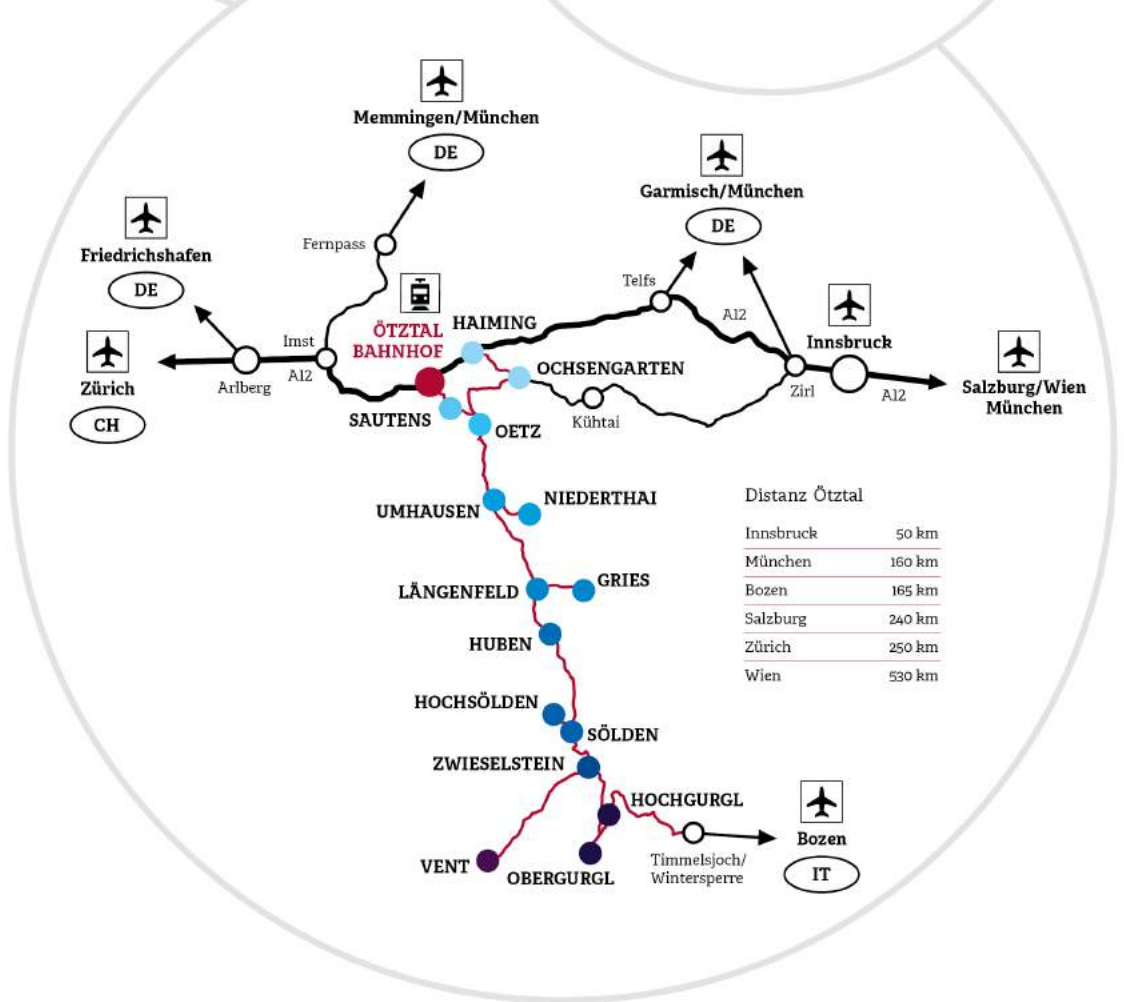 Memmingen/München
DE
Garmisch/München
DE
Friedrichshafen
DE
Fernpass
Telfs
A12
Innsbruck
Imst
A12
ÖTZTAL
BAHNHOF
HAIMING
Zürich
CH
Arlberg
OCHSENGARTEN
Zirl
A12
Salzburg/Wien
München
SAUTENS
OETZ
Kühtai
UMHAUSEN
NIEDERTHAI
Distanz Ötztal
Innsbruck 50 km
München 160 km
Bozen 165 km
Salzburg 240 km
Zürich 250 km
Wien 530 km
LÄNGENFELD
GRIES
HUBEN
HOCHSÖLDEN
SÖLDEN
ZWIESELSTEIN
HOCHGURGL
Bozen
IT
VENT
OBERGURGL
Timmelsjoch/
Wintersperre